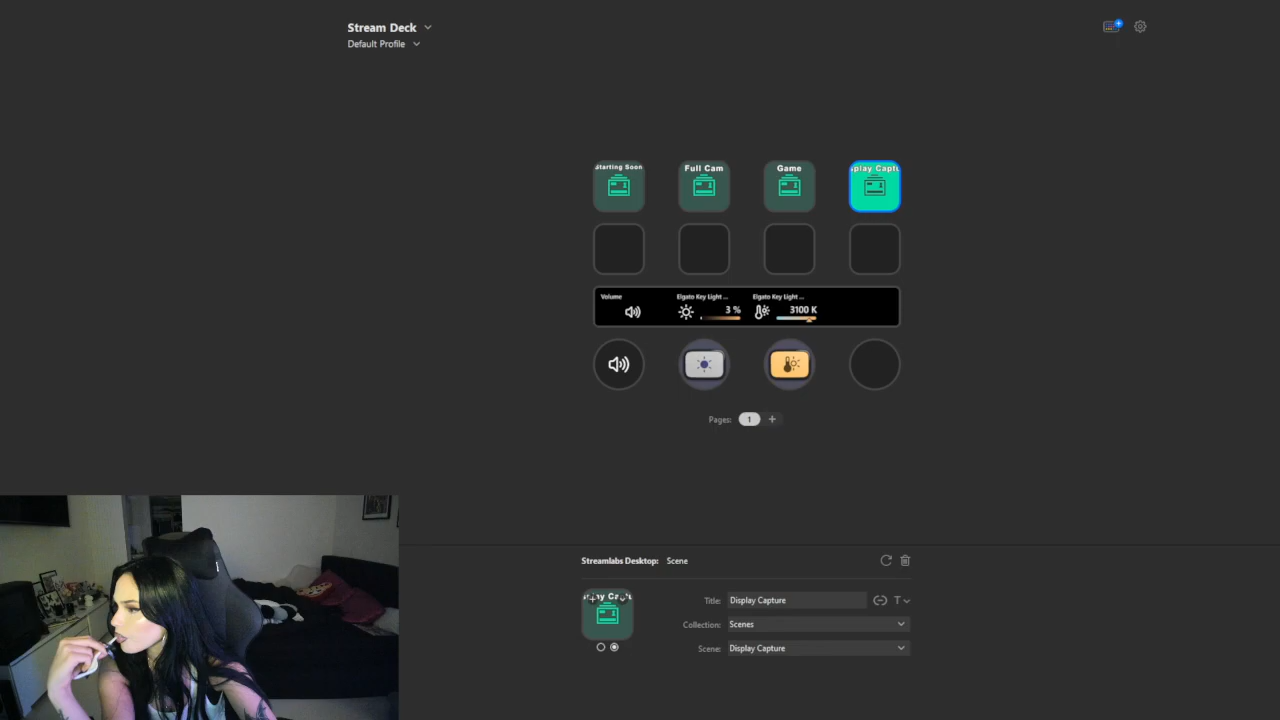 Stream Deck
Default Profile
Starting Soon
Full Cam
Game
play Captu
Volume
Elgato Key Light ...
3 %
Elgato Key Light ...
3100 K
Pages: 1 +
Streamlabs Desktop: Scene
Title: Display Capture
T
Collection: Scenes
Scene: Display Capture